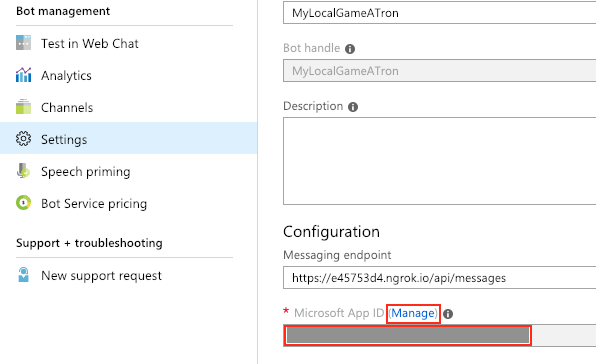 Bot management
Test in Web Chat
Analytics
Channels
Settings
Speech priming
Bot Service pricing
Support + troubleshooting
New support request
MyLocalGameATron
Bot handle
MyLocalGameATron
Description
Configuration
Messaging endpoint
https://e45753d4.ngrok.io/api/messages
* Microsoft App ID (Manage)